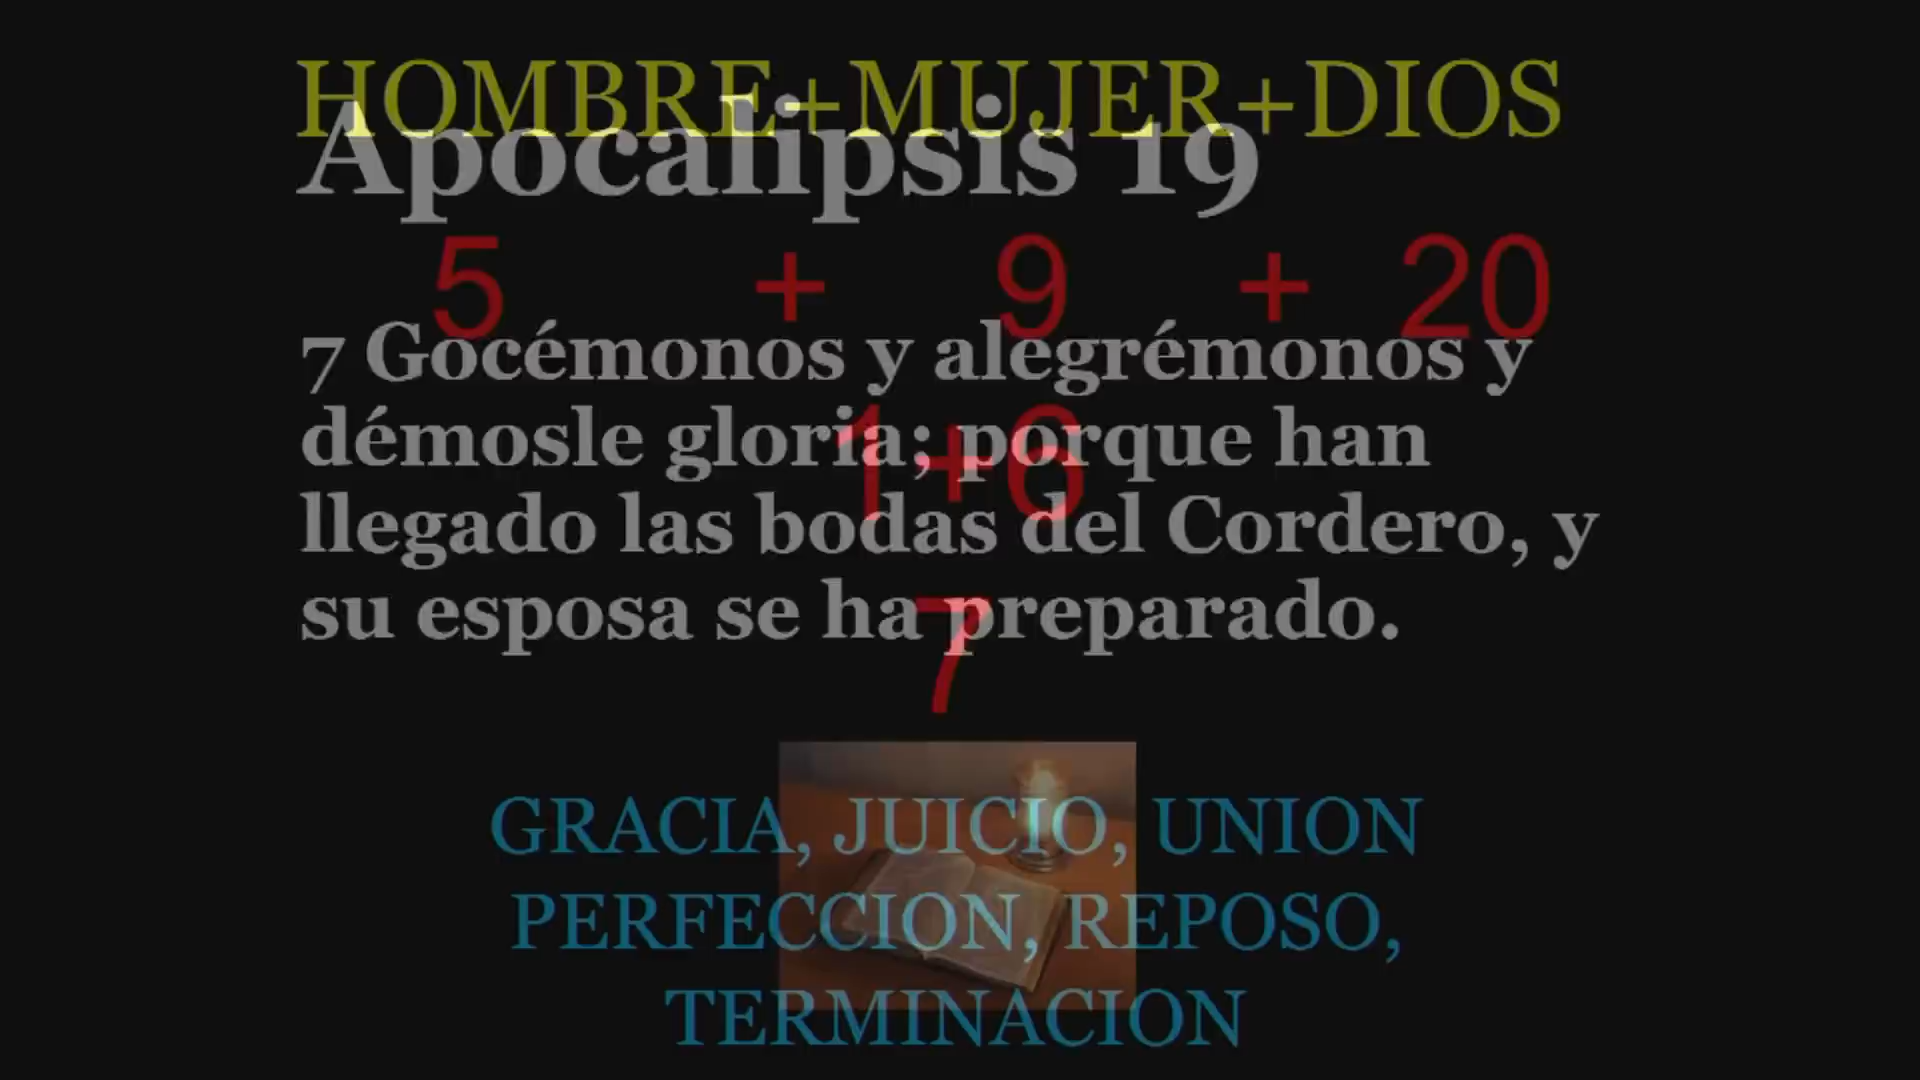 HOMBRE+MUJER+DIOS
Apocalipsis 19
5 + 9 + 20
7 Gocémonos y alegrémonos y
démosle gloria; porque han
1+6
llegado las bodas del Cordero, y
su esposa se ha preparado.
7
GRACIA, JUICIO, UNION
PERFECCION, REPOSO,
TERMINACION